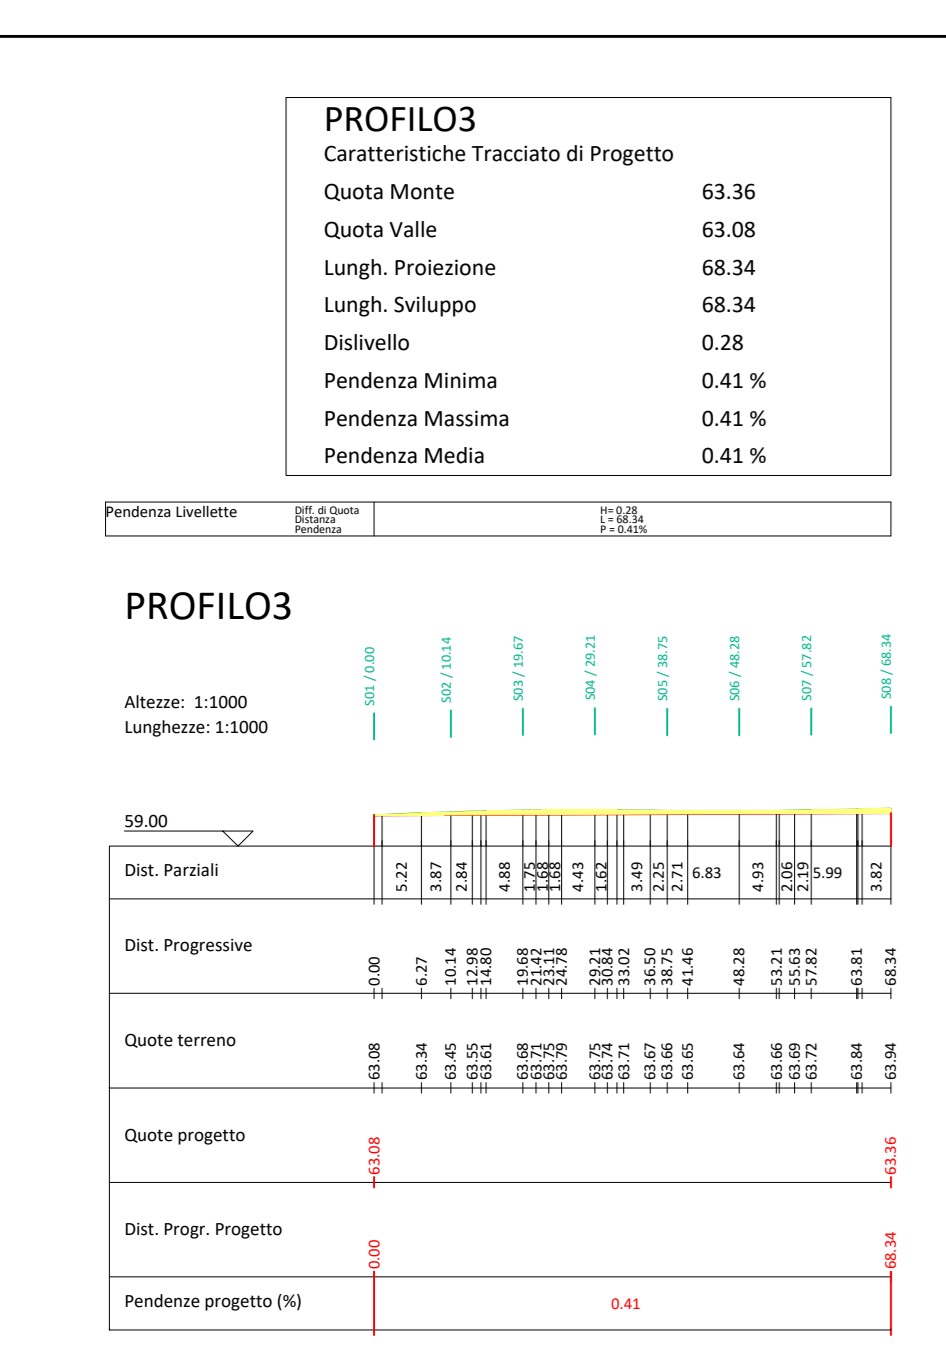 PROFILO3
Caratteristiche Tracciato di Progetto
Quota Monte 63.36
Quota Valle 63.08
Lungh. Proiezione 68.34
Lungh. Sviluppo 68.34
Dislivello 0.28
Pendenza Minima 0.41 %
Pendenza Massima 0.41 %
Pendenza Media 0.41 %
Pendenza Livellette
Diff. di Quota H= 0.28
Distanza L = 68.34
Pendenza P = 0.41%
PROFILO3
S01 / 0.00 S02 / 10.14 S03 / 19.67 S04 / 29.21 S05 / 38.75 S06 / 48.28 S07 / 57.82 S08 / 68.34
Altezze: 1:1000
Lunghezze: 1:1000
59.00
Dist. Parziali 5.22 3.87 2.84 4.88 1.75 1.68 1.68 4.43 1.62 3.49 2.25 2.71 6.83 4.93 2.06 2.19 5.99 3.82
Dist. Progressive 0.00 6.27 10.14 12.98 14.80 19.68 21.42 23.11 24.78 29.21 30.84 33.02 36.50 38.75 41.46 48.28 53.21 55.63 57.82 63.81 68.34
Quote terreno 63.08 63.34 63.45 63.55 63.61 63.68 63.71 63.75 63.79 63.75 63.74 63.71 63.67 63.66 63.65 63.64 63.66 63.69 63.72 63.84 63.94
Quote progetto 63.08 63.36
Dist. Progr. Progetto 0.00 68.34
Pendenze progetto (%) 0.41